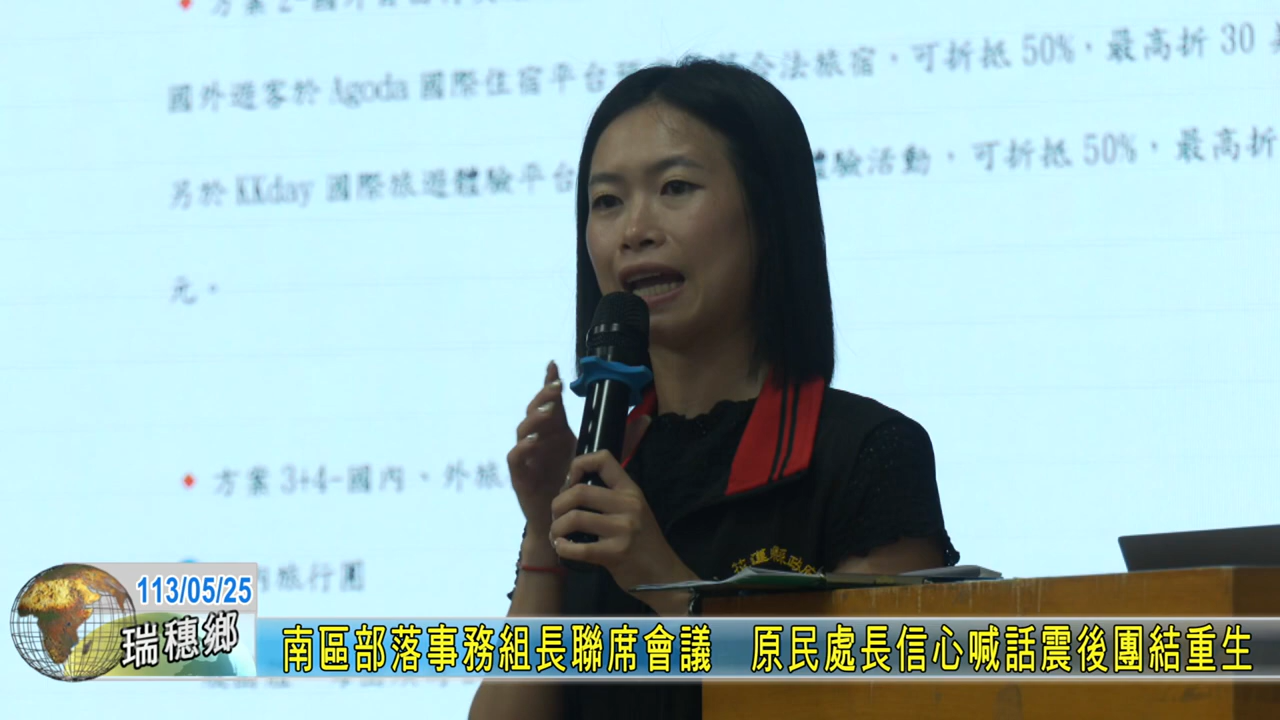 國外遊客於 Agoda 國際住宿平台 合法旅宿，可折抵 50%，最高折 30
另於 KKday 國際旅遊體驗平台 體驗活動，可折抵 50%，最高折
元。
方案 3+4-國內、外旅
旅行團
113/05/25
瑞穗鄉
南區部落事務組長聯席會議 原民處長信心喊話震後團結重生